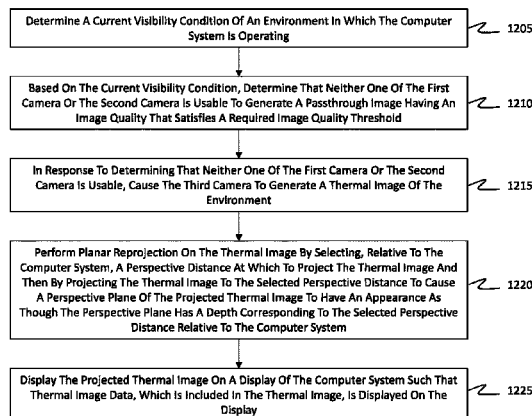 Determine A Current Visibility Condition Of An Environment In Which The Computer
System Is Operating
1205
Based On The Current Visibility Condition, Determine That Neither One Of The First
Camera Or The Second Camera Is Usable To Generate A Passthrough Image Having An
Image Quality That Satisfies A Required Image Quality Threshold
1210
In Response To Determining That Neither One Of The First Camera Or The Second
Camera Is Usable, Cause The Third Camera To Generate A Thermal Image Of The
Environment
1215
Perform Planar Reprojection On The Thermal Image By Selecting, Relative To The
Computer System, A Perspective Distance At Which To Project The Thermal Image And
Then By Projecting The Thermal Image To The Selected Perspective Distance To Cause
A Perspective Plane Of The Projected Thermal Image To Have An Appearance As
Though The Perspective Plane Has A Depth Corresponding To The Selected Perspective
Distance Relative To The Computer System
1220
Display The Projected Thermal Image On A Display Of The Computer System Such That
Thermal Image Data, Which Is Included In The Thermal Image, Is Displayed On The
Display
1225